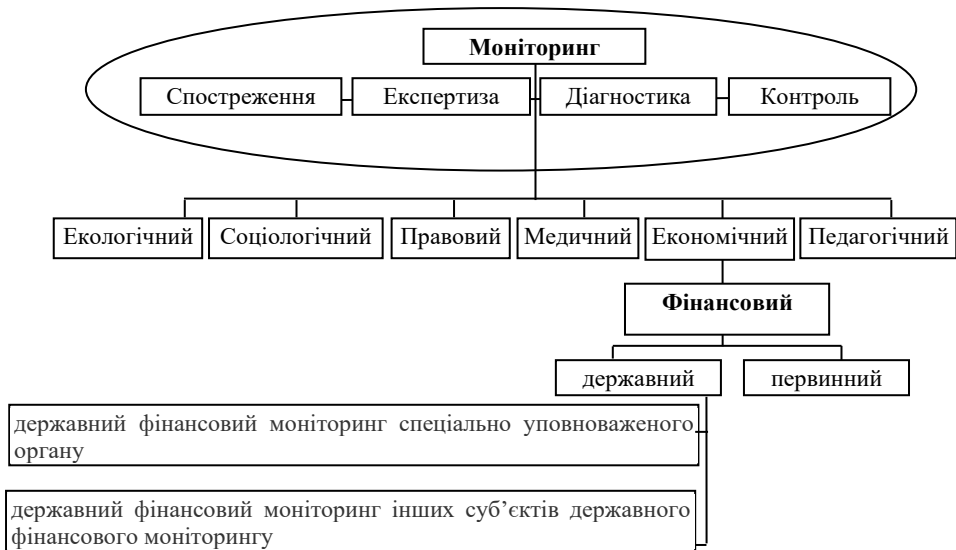 Моніторинг
Спостреження
Експертиза
Діагностика
Контроль
Екологічний
Соціологічний
Правовий
Медичний
Економічний
Педагогічний
Фінансовий
державний
первинний
державний фінансовий моніторинг спеціально уповноваженого
органу
державний фінансовий моніторинг інших суб’єктів державного
фінансового моніторингу